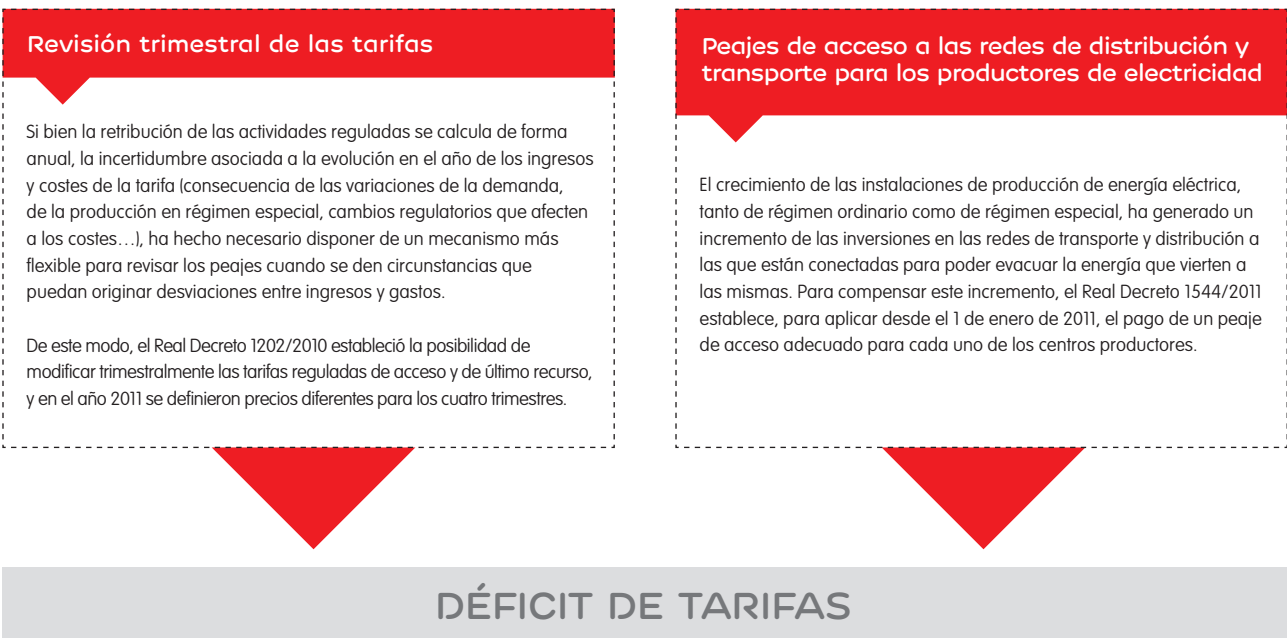 Revisión trimestral de las tarifas
Si bien la retribución de las actividades reguladas se calcula de forma
anual, la incertidumbre asociada a la evolución en el año de los ingresos
y costes de la tarifa (consecuencia de las variaciones de la demanda,
de la producción en régimen especial, cambios regulatorios que afecten
a los costes…), ha hecho necesario disponer de un mecanismo más
flexible para revisar los peajes cuando se den circunstancias que
puedan originar desviaciones entre ingresos y gastos.
De este modo, el Real Decreto 1202/2010 estableció la posibilidad de
modificar trimestralmente las tarifas reguladas de acceso y de último recurso,
y en el año 2011 se definieron precios diferentes para los cuatro trimestres.
Peajes de acceso a las redes de distribución y
transporte para los productores de electricidad
El crecimiento de las instalaciones de producción de energía eléctrica,
tanto de régimen ordinario como de régimen especial, ha generado un
incremento de las inversiones en las redes de transporte y distribución a
las que están conectadas para poder evacuar la energía que vierten a
las mismas. Para compensar este incremento, el Real Decreto 1544/2011
establece, para aplicar desde el 1 de enero de 2011, el pago de un peaje
de acceso adecuado para cada uno de los centros productores.
DÉFICIT DE TARIFAS